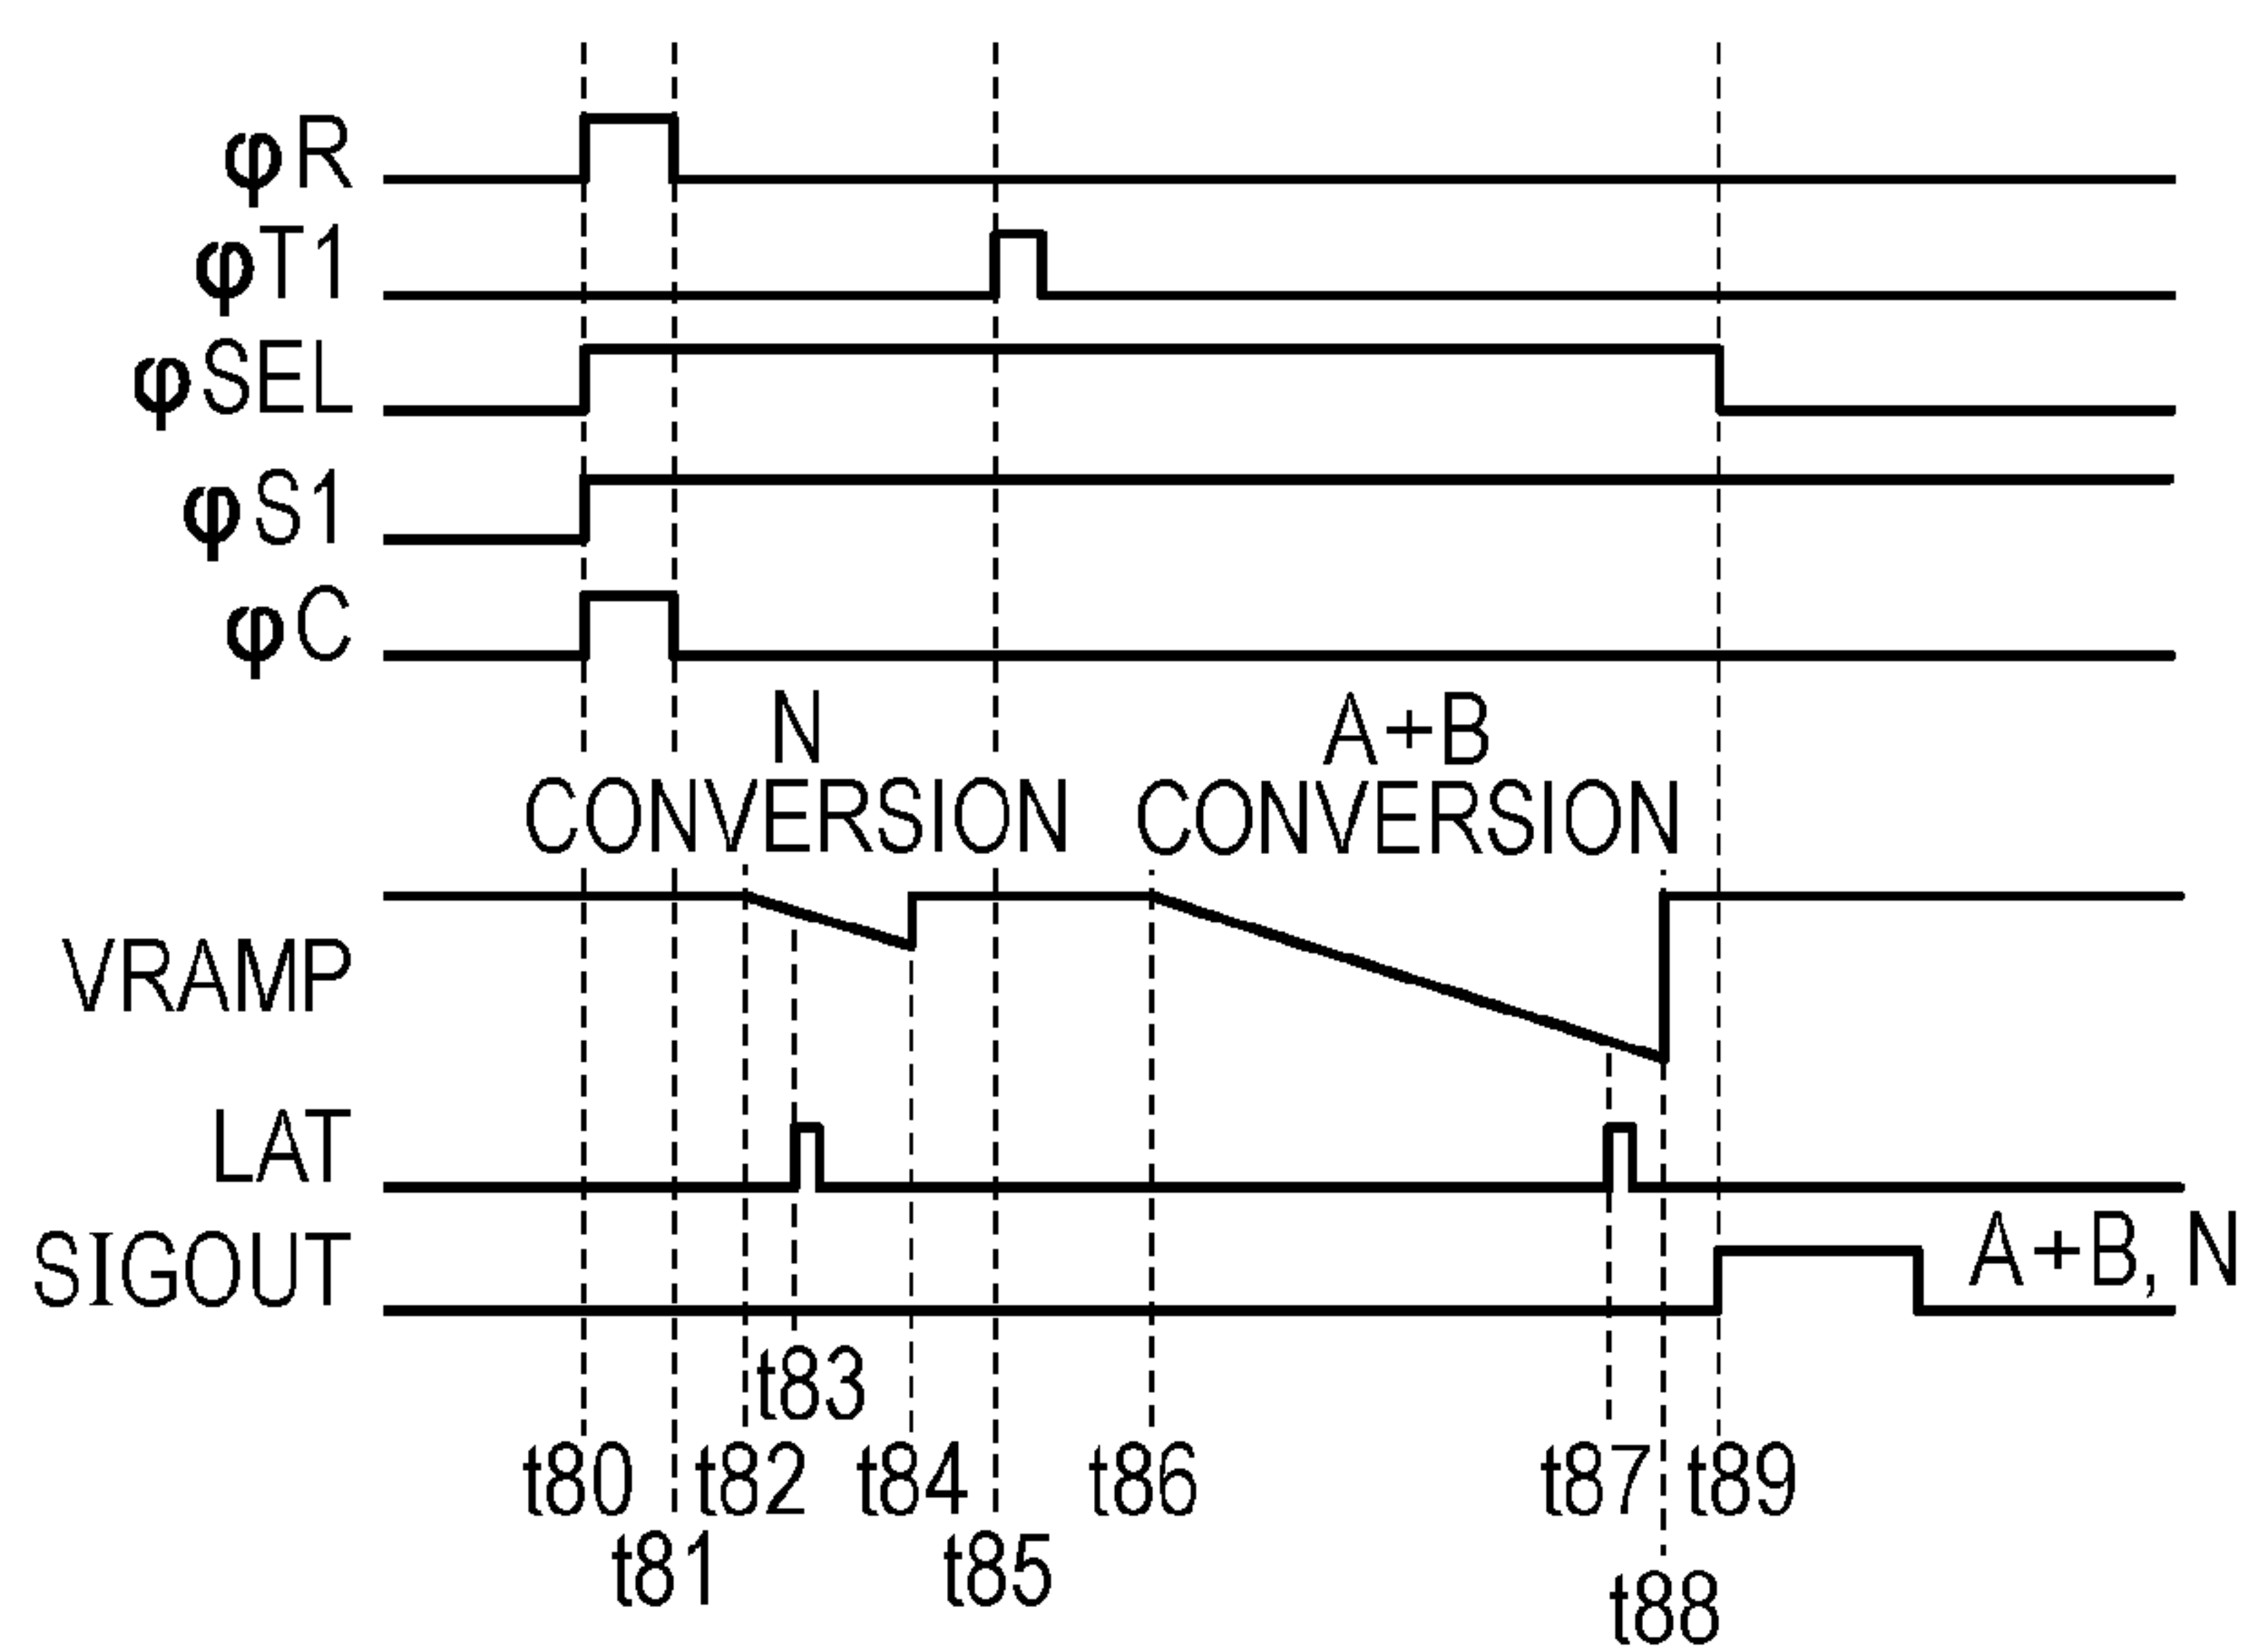 φR
φT1
φSEL
φS1
φC
N
CONVERSION
A+B
CONVERSION
VRAMP
LAT
SIGOUT
A+B, N
t83
t80
t82
t84
t86
t87
t89
t81
t85
t88